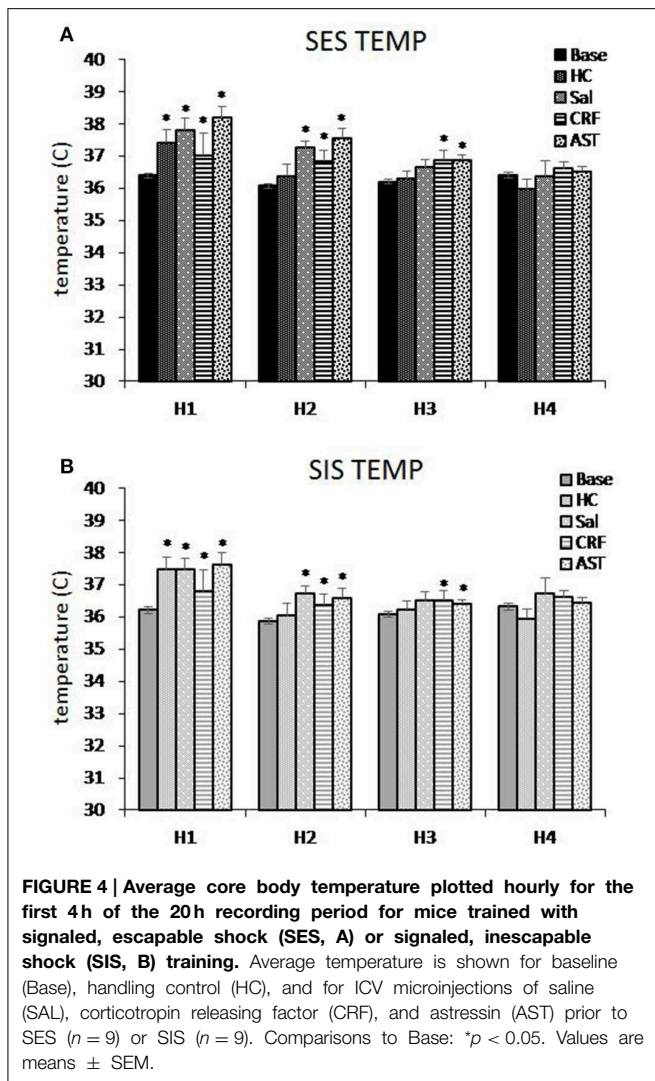 A
SES TEMP
Base
HC
Sal
CRF
AST
40
39
38
37
36
35
34
33
32
31
30
temperature (C)
* * * *
* * *
* *
H1 H2 H3 H4
B
SIS TEMP
Base
HC
Sal
CRF
AST
40
39
38
37
36
35
34
33
32
31
30
temperature (C)
* * * *
* * *
* *
H1 H2 H3 H4
FIGURE 4 | Average core body temperature plotted hourly for the
first 4 h of the 20 h recording period for mice trained with
signaled, escapable shock (SES, A) or signaled, inescapable
shock (SIS, B) training. Average temperature is shown for baseline
(Base), handling control (HC), and for ICV microinjections of saline
(SAL), corticotropin releasing factor (CRF), and astressin (AST) prior to
SES (n = 9) or SIS (n = 9). Comparisons to Base: *p < 0.05. Values are
means ± SEM.